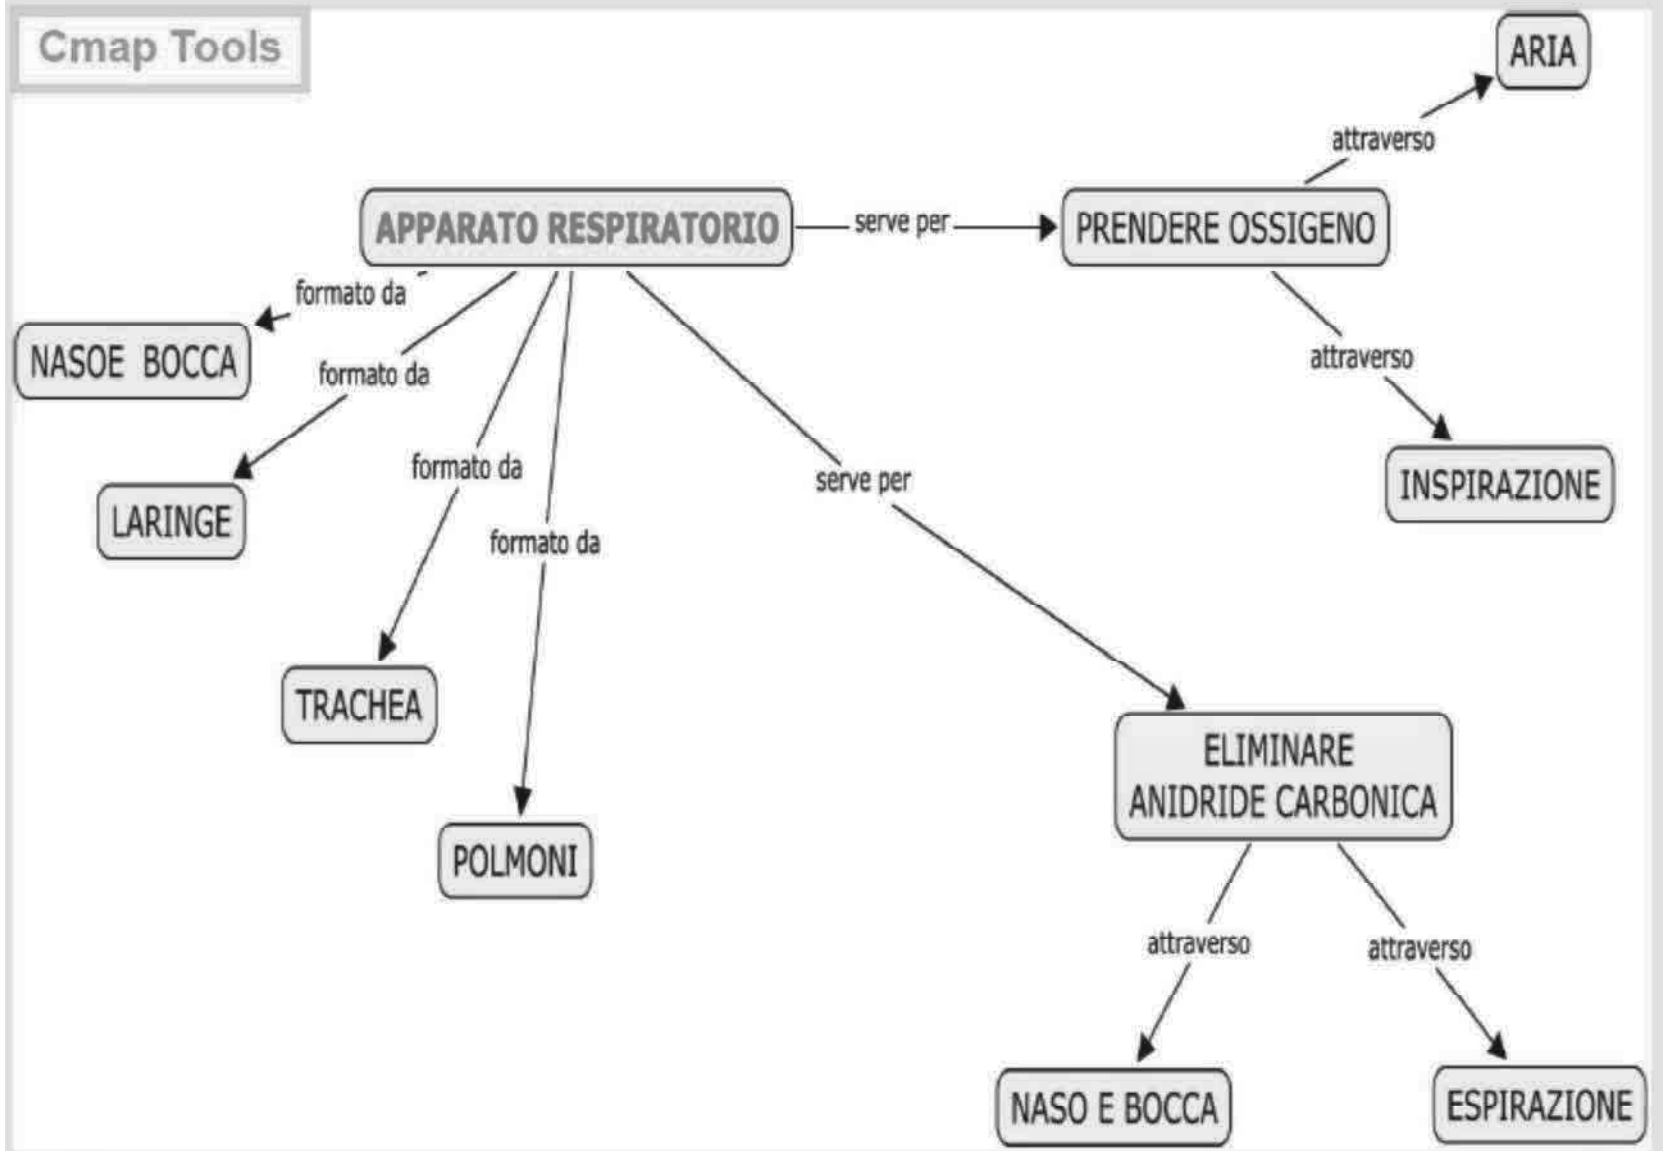 Cmap Tools
ARIA
attraverso
APPARATO RESPIRATORIO
serve per
PRENDERE OSSIGENO
formato da
NASOE BOCCA
formato da
attraverso
LARINGE
formato da
serve per
INSPIRAZIONE
formato da
TRACHEA
ELIMINARE
ANIDRIDE CARBONICA
POLMONI
attraverso
attraverso
NASO E BOCCA
ESPIRAZIONE